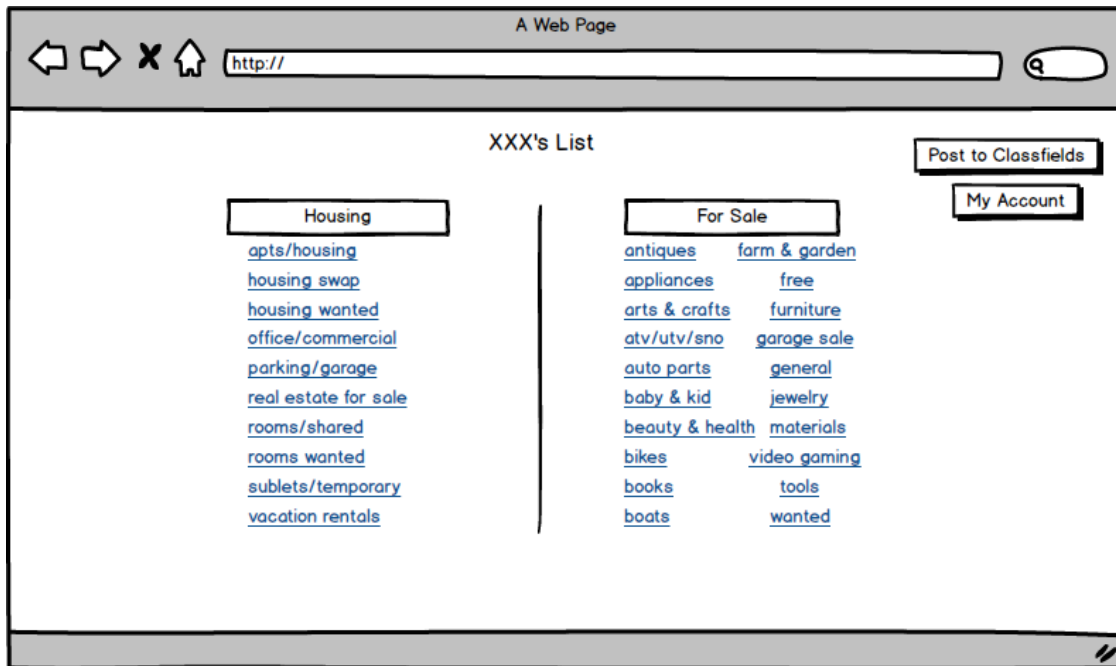 A Web Page
http://
XXX's List
Post to Classfields
My Account
Housing
apts/housing
housing swap
housing wanted
office/commercial
parking/garage
real estate for sale
rooms/shared
rooms wanted
sublets/temporary
vacation rentals
For Sale
antiques farm & garden
appliances free
arts & crafts furniture
atv/utv/sno garage sale
auto parts general
baby & kid jewelry
beauty & health materials
bikes video gaming
books tools
boats wanted